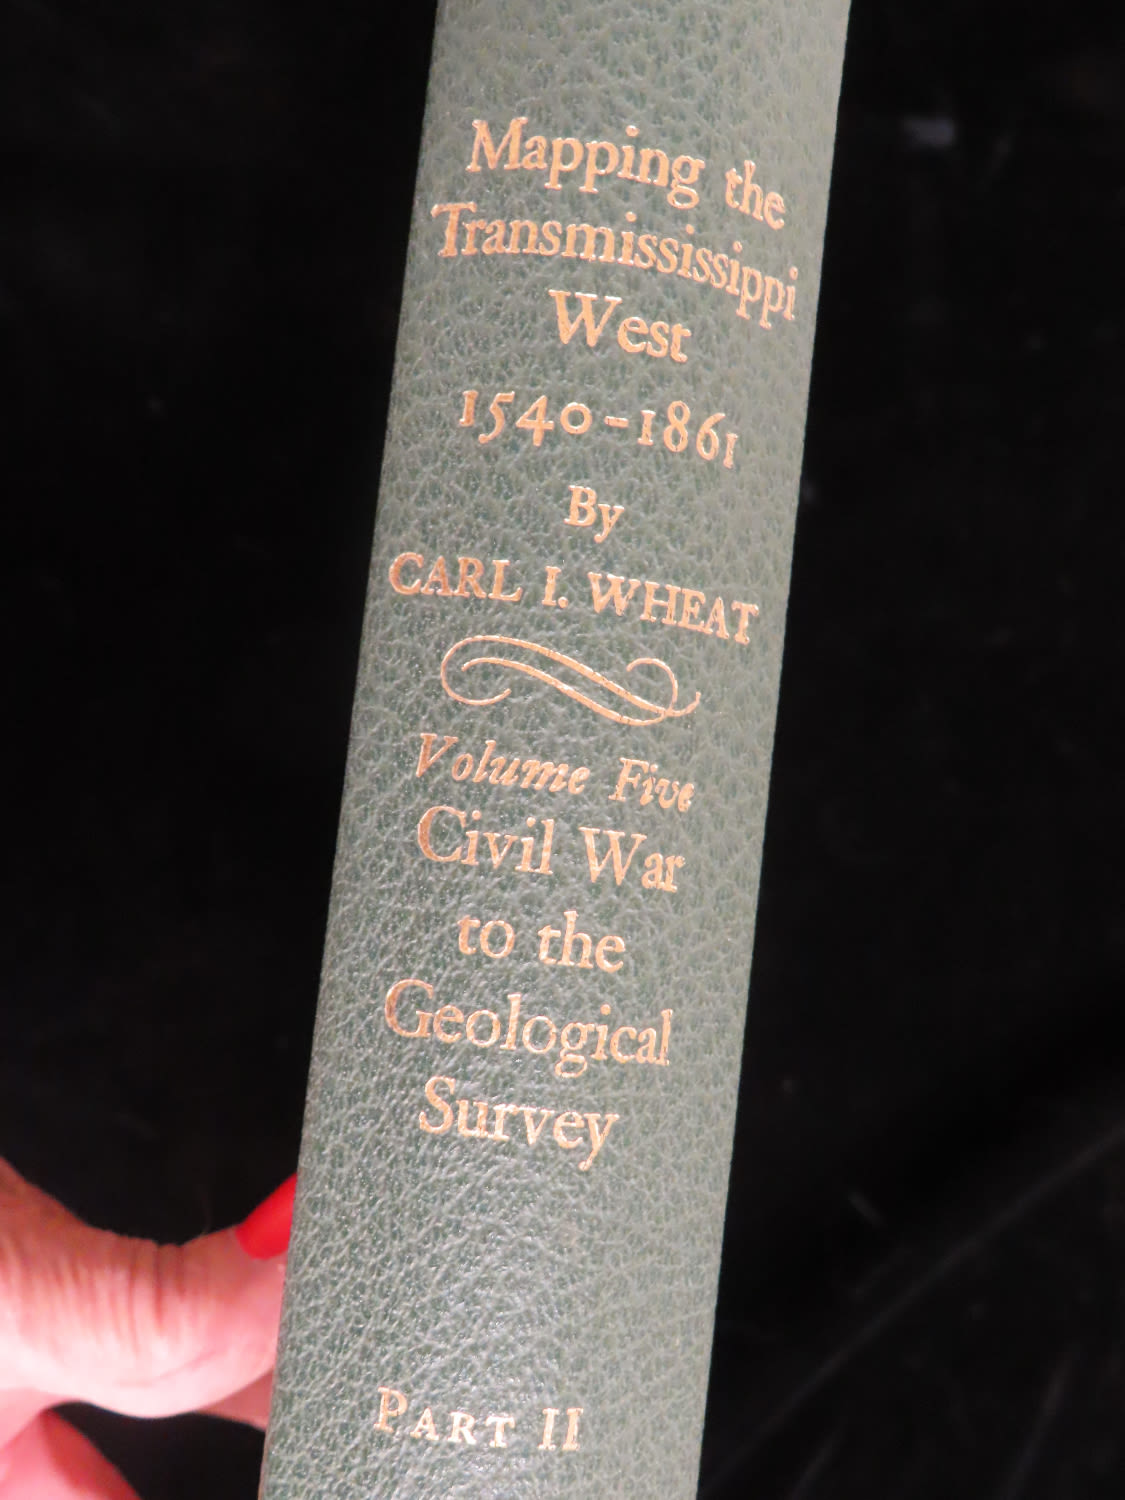 Mapping the
Transmississippi
West
1540-1861
By
CARL I. WHEAT
Volume Five
Civil War
to the
Geological
Survey
PART II